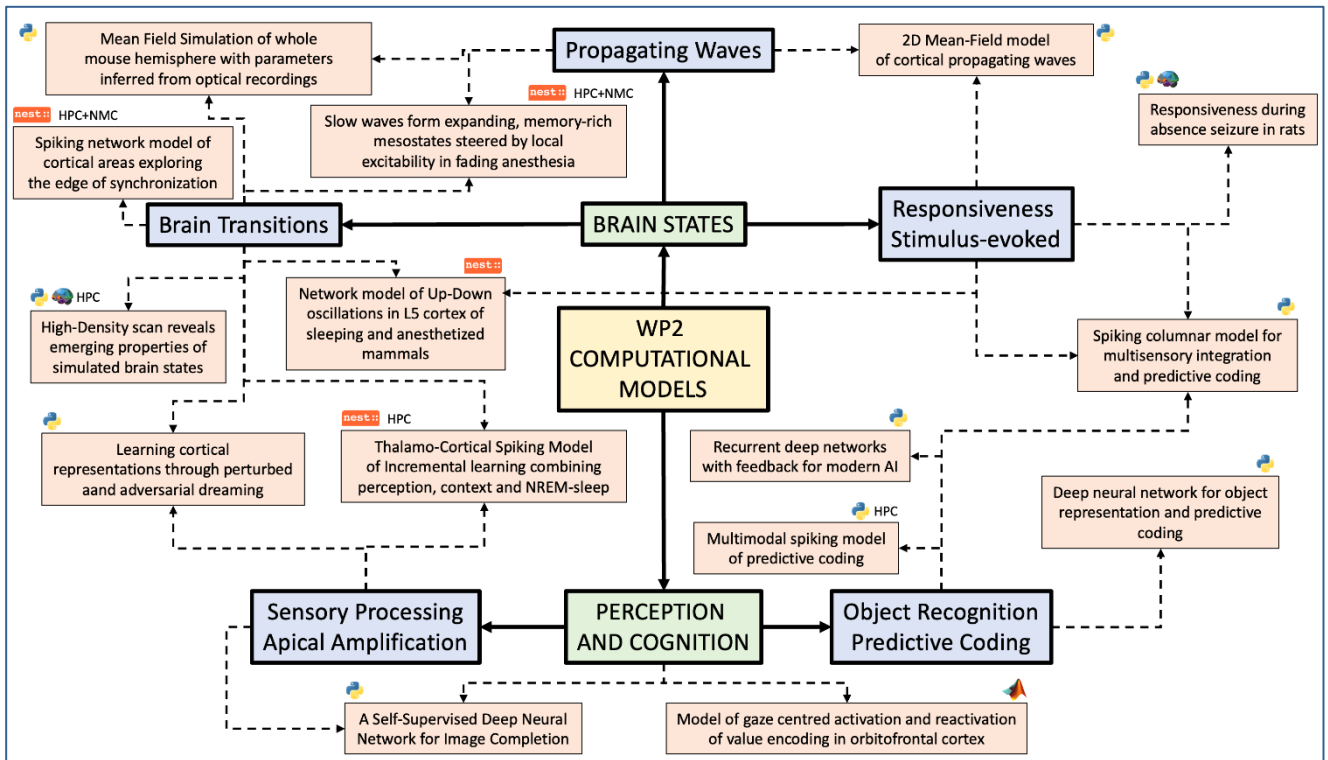 Mean Field Simulation of whole
mouse hemisphere with parameters
inferred from optical recordings
Propagating Waves
2D Mean-Field model
of cortical propagating waves
nest:: HPC+NMC
Slow waves form expanding, memory-rich
mesostates steered by local
excitability in fading anesthesia
Responsiveness during
absence seizure in rats
nest:: HPC+NMC
Spiking network model of
cortical areas exploring
the edge of synchronization
Brain Transitions
BRAIN STATES
Responsiveness
Stimulus-evoked
HPC
High-Density scan reveals
emerging properties of
simulated brain states
nest::
Network model of Up-Down
oscillations in L5 cortex of
sleeping and anesthetized
mammals
WP2
COMPUTATIONAL
MODELS
Spiking columnar model for
multisensory integration
and predictive coding
Learning cortical
representations through perturbed
aand adversarial dreaming
nest:: HPC
Thalamo-Cortical Spiking Model
of Incremental learning combining
perception, context and NREM-sleep
Recurrent deep networks
with feedback for modern AI
Deep neural network for object
representation and predictive
coding
HPC
Multimodal spiking model
of predictive coding
Sensory Processing
Apical Amplification
PERCEPTION
AND COGNITION
Object Recognition
Predictive Coding
A Self-Supervised Deep Neural
Network for Image Completion
Model of gaze centred activation and reactivation
of value encoding in orbitofrontal cortex